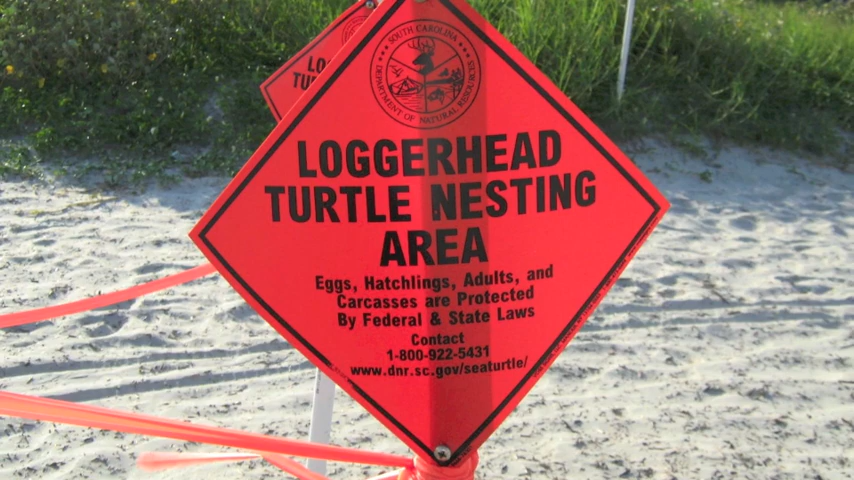 SOUTH CAROLINA
DEPARTMENT OF NATURAL RESOURCES
LOGGERHEAD
TURTLE NESTING
AREA
Eggs, Hatchlings, Adults, and
Carcasses are Protected
By Federal & State Laws
Contact
1-800-922-5431
www.dnr.sc.gov/seaturtle/